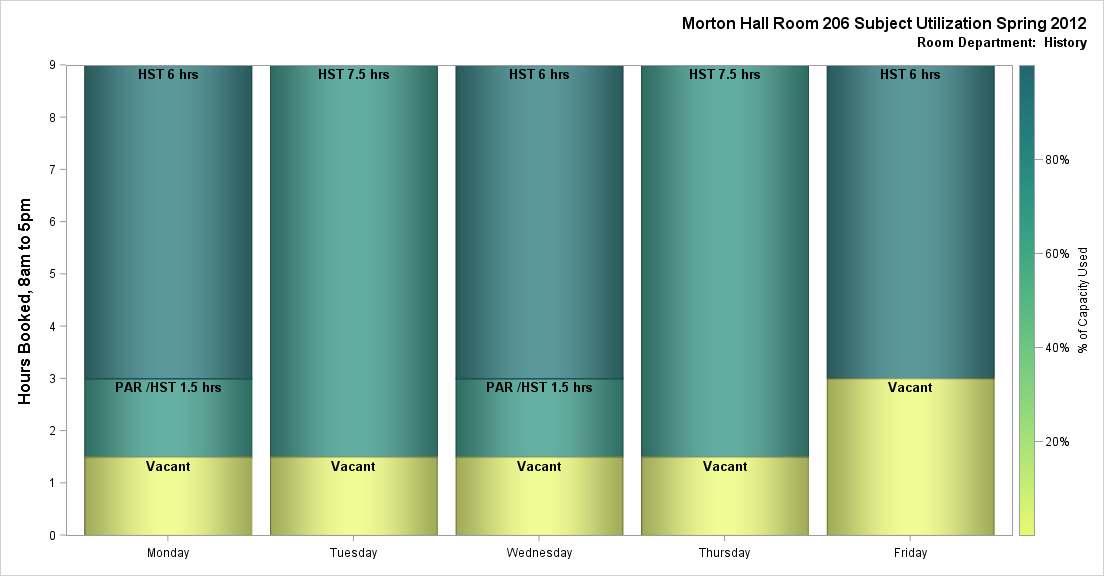 Morton Hall Room 206 Subject Utilization Spring 2012
Room Department:  History
Hours Booked, 8am to 5pm
9
8
7
6
5
4
3
2
1
0
HST 6 hrs
PAR /HST 1.5 hrs
Vacant
HST 7.5 hrs
Vacant
HST 6 hrs
PAR /HST 1.5 hrs
Vacant
HST 7.5 hrs
Vacant
HST 6 hrs
Vacant
Monday
Tuesday
Wednesday
Thursday
Friday
80%
60%
40%
20%
% of Capacity Used